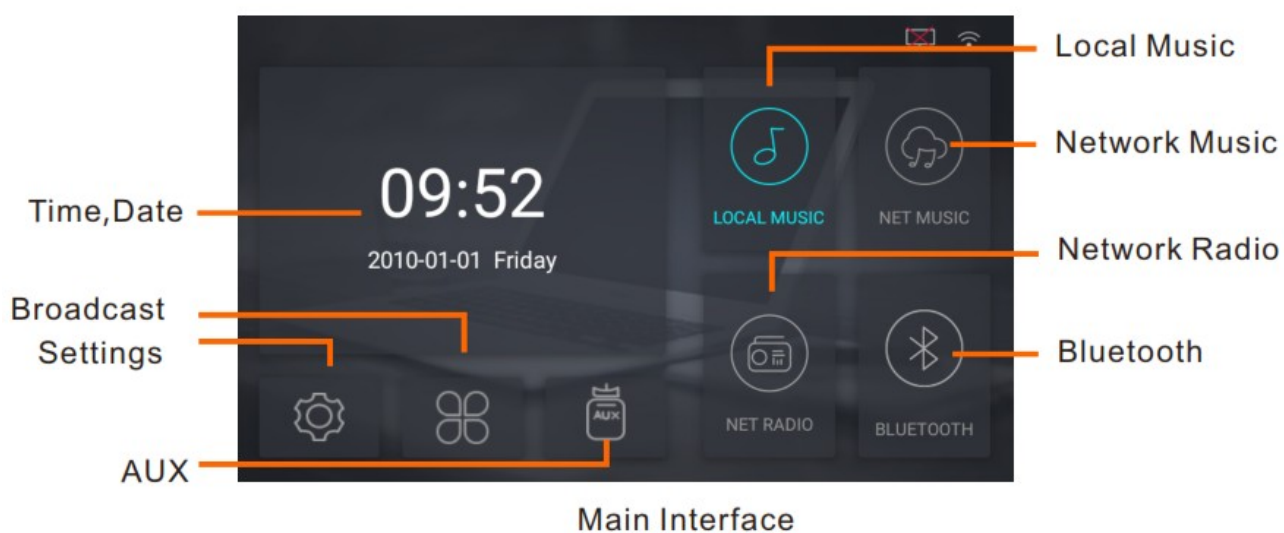 Local Music
Network Music
09:52
Time,Date
LOCAL MUSIC
NET MUSIC
2010-01-01 Friday
Network Radio
Broadcast
Settings
Bluetooth
AUX
NET RADIO
BLUETOOTH
AUX
Main Interface